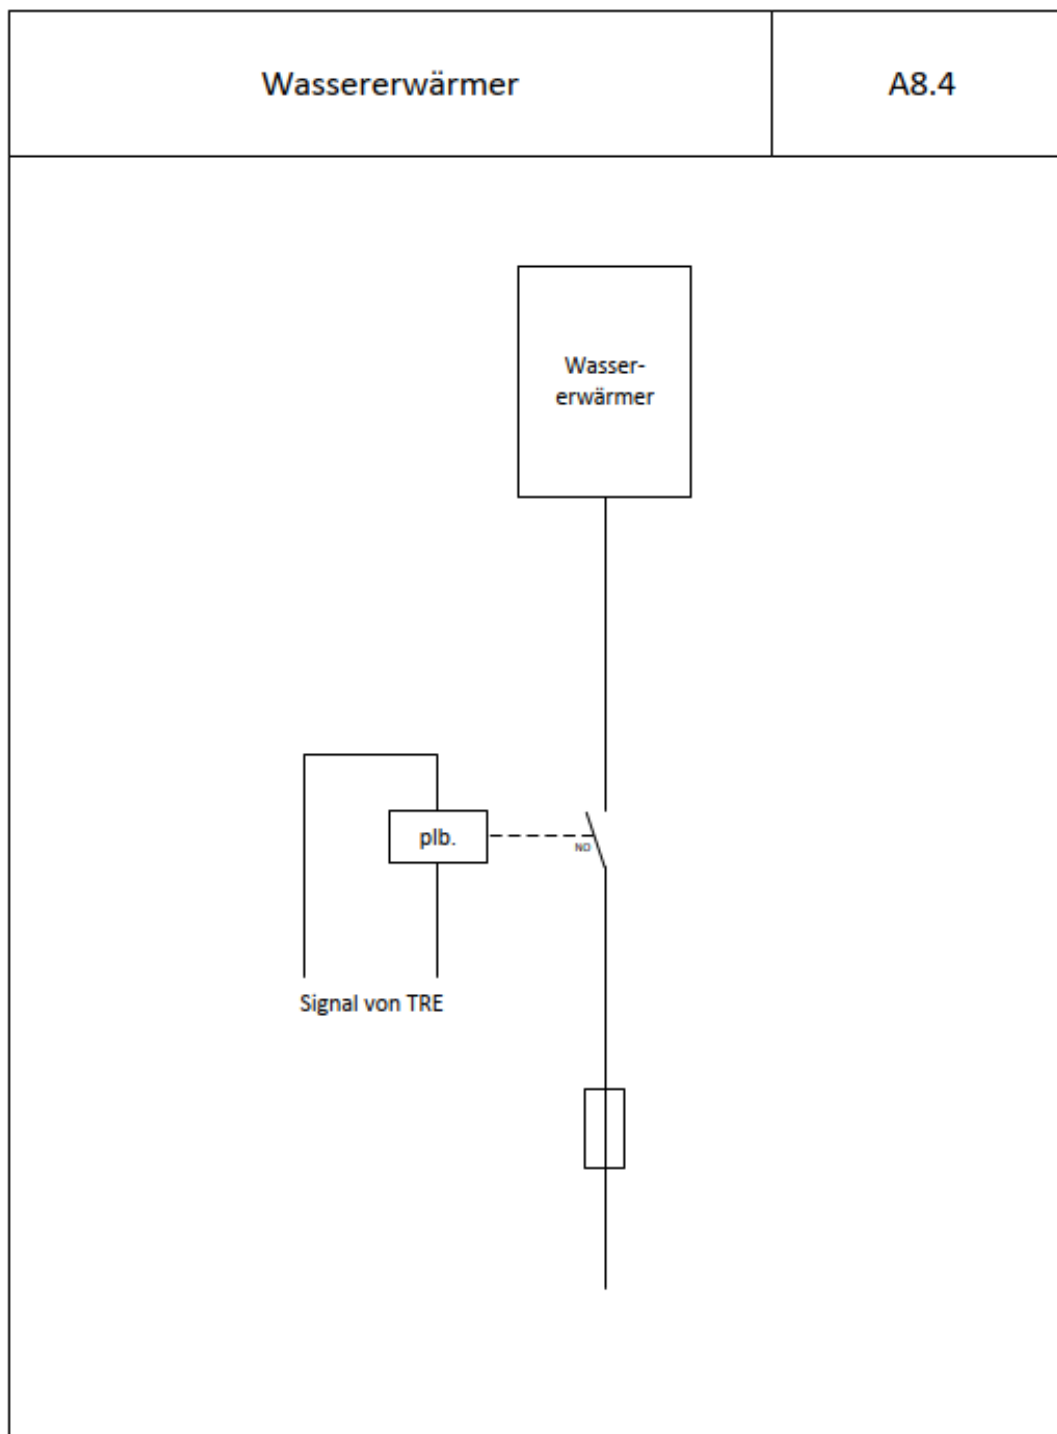 Wassererwärmer
A8.4
Wasser-
erwärmer
plb.
NO
Signal von TRE